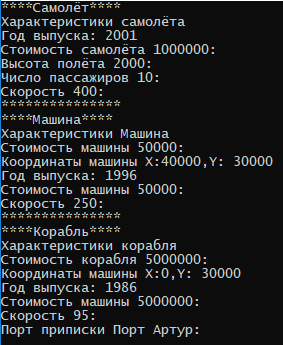 ****Самолёт****
Характеристики самолёта
Год выпуска: 2001
Стоимость самолёта 1000000:
Высота полёта 2000:
Число пассажиров 10:
Скорость 400:
***************
****Машина****
Характеристики Машина
Стоимость машины 50000:
Координаты машины X:40000,Y: 30000
Год выпуска: 1996
Стоимость машины 50000:
Скорость 250:
***************
****Корабль****
Характеристики корабля
Стоимость корабля 5000000:
Координаты машины X:0,Y: 30000
Год выпуска: 1986
Стоимость машины 5000000:
Скорость 95:
Порт приписки Порт Артур: